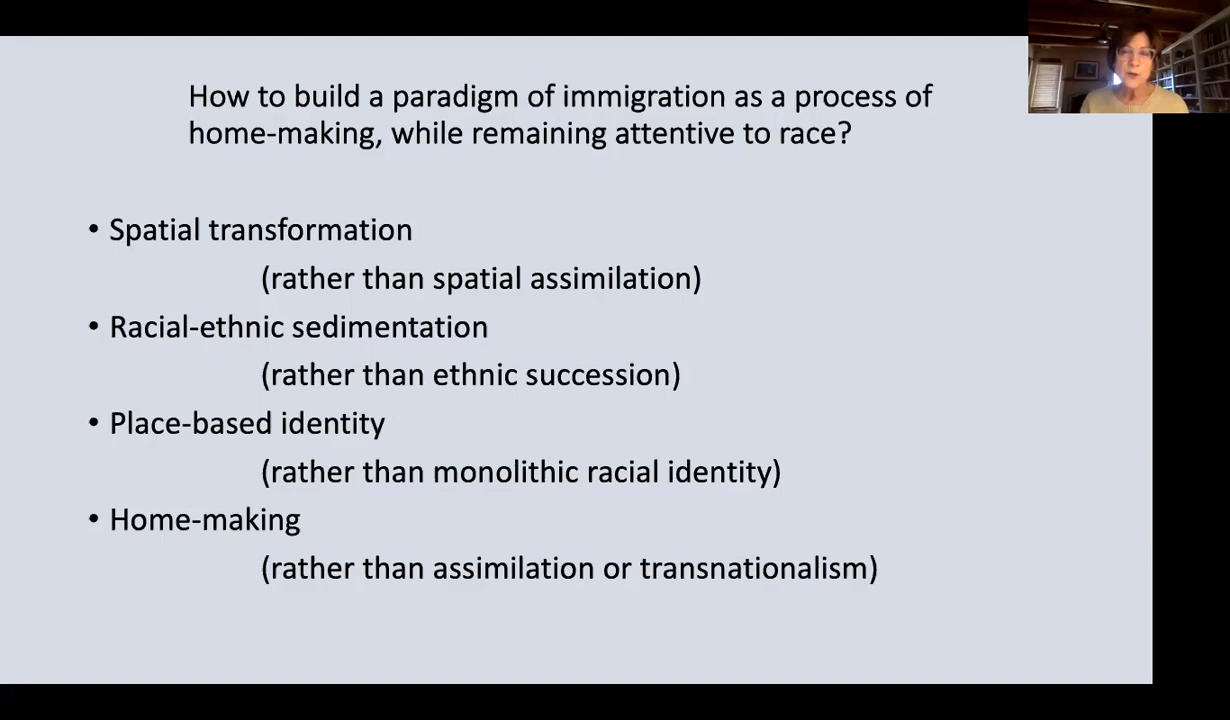 How to build a paradigm of immigration as a process of
home-making, while remaining attentive to race?
• Spatial transformation
(rather than spatial assimilation)
• Racial-ethnic sedimentation
(rather than ethnic succession)
• Place-based identity
(rather than monolithic racial identity)
• Home-making
(rather than assimilation or transnationalism)